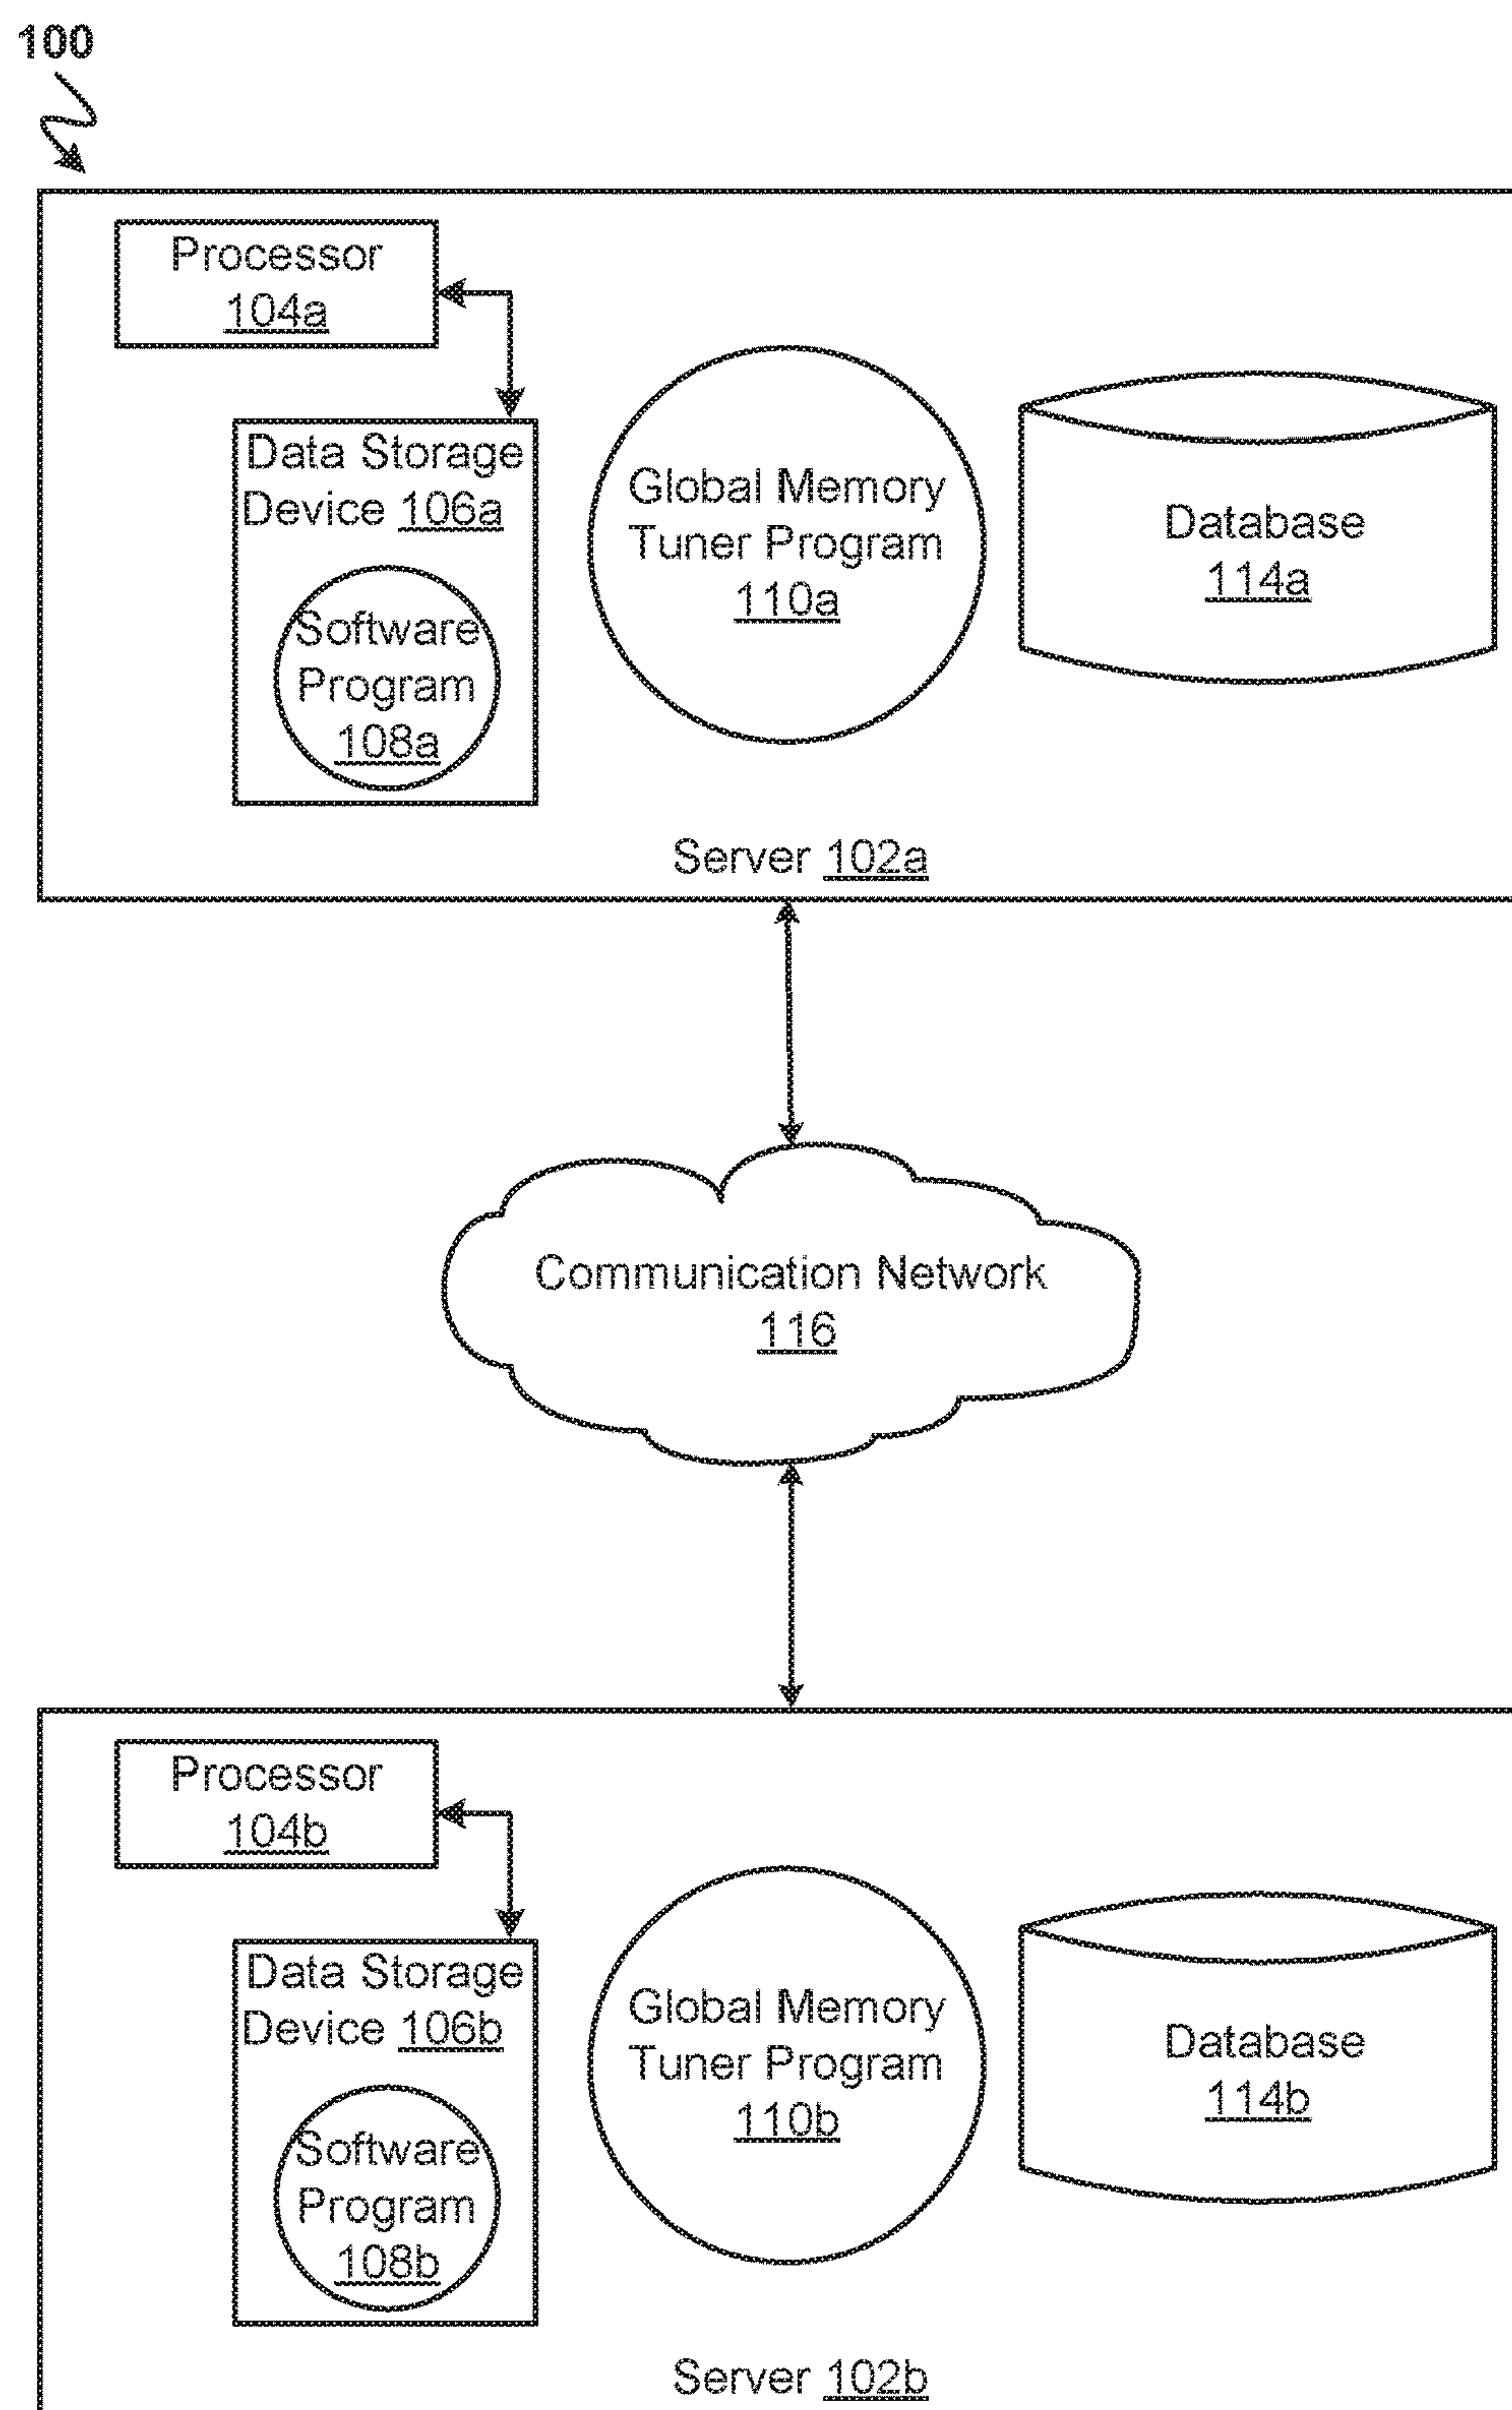 100
Processor
104a
Data Storage
Device 106a
Software
Program
108a
Global Memory
Tuner Program
110a
Database
114a
Server 102a
Communication Network
116
Processor
104b
Data Storage
Device 106b
Software
Program
108b
Global Memory
Tuner Program
110b
Database
114b
Server 102b